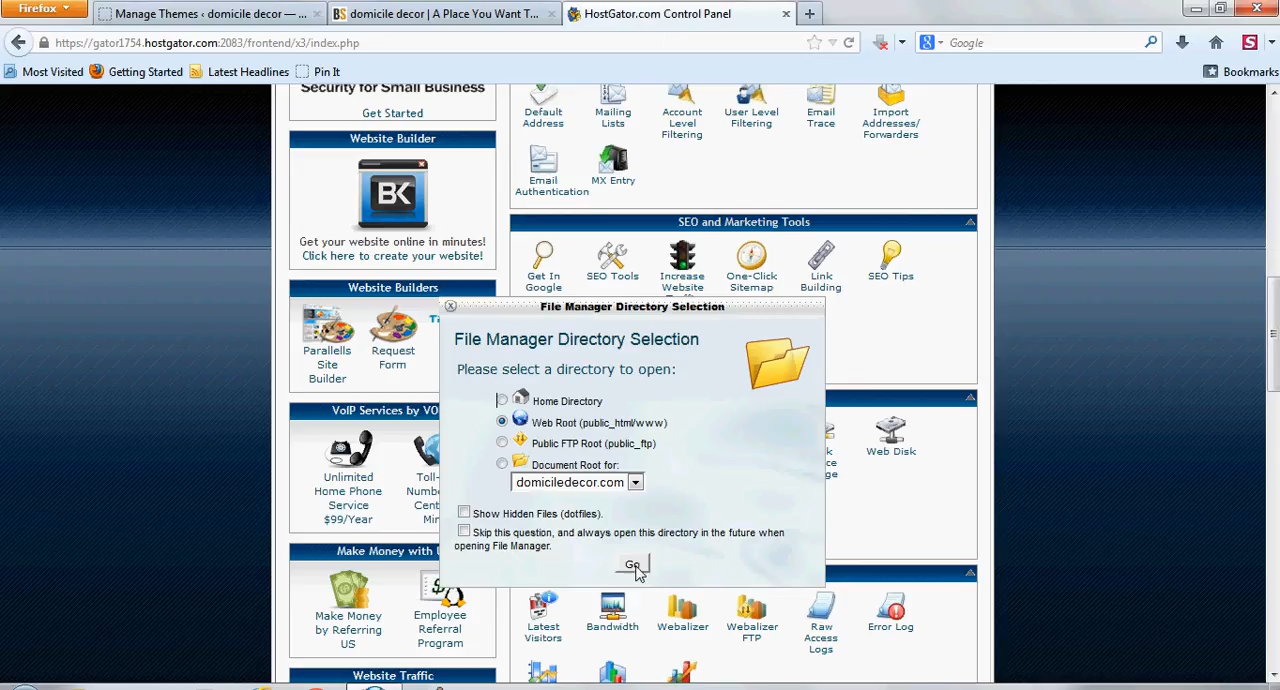 Firefox
Manage Themes ‹ domicile decor — ...
domicile decor | A Place You Want T...
HostGator.com Control Panel
https://gator1754.hostgator.com:2083/frontend/x3/index.php
Google
Most Visited
Getting Started
Latest Headlines
Pin It
Bookmarks
Security for Small Business
Get Started
Website Builder
BK
Get your website online in minutes!
Click here to create your website!
Website Builders
Parallels
Site
Builder
Request
Form
VoIP Services by VO
Unlimited
Home Phone
Service
$99/Year
Toll-
Numb
Cent
Min
Make Money with U
Make Money
by Referring
US
Employee
Referral
Program
Website Traffic
Default
Address
Mailing
Lists
Account
Level
Filtering
User Level
Filtering
Email
Trace
Import
Addresses/
Forwarders
Email
Authentication
MX Entry
SEO and Marketing Tools
Get In
Google
SEO Tools
Increase
Website
One-Click
Sitemap
Link
Building
SEO Tips
File Manager Directory Selection
File Manager Directory Selection
Please select a directory to open:
Home Directory
Web Root (public_html/www)
Public FTP Root (public_ftp)
Document Root for:
domiciledecor.com
Show Hidden Files (dotfiles).
Skip this question, and always open this directory in the future when
opening File Manager.
Go
Web Disk
Latest
Visitors
Bandwidth
Webalizer
Webalizer
FTP
Raw
Access
Logs
Error Log